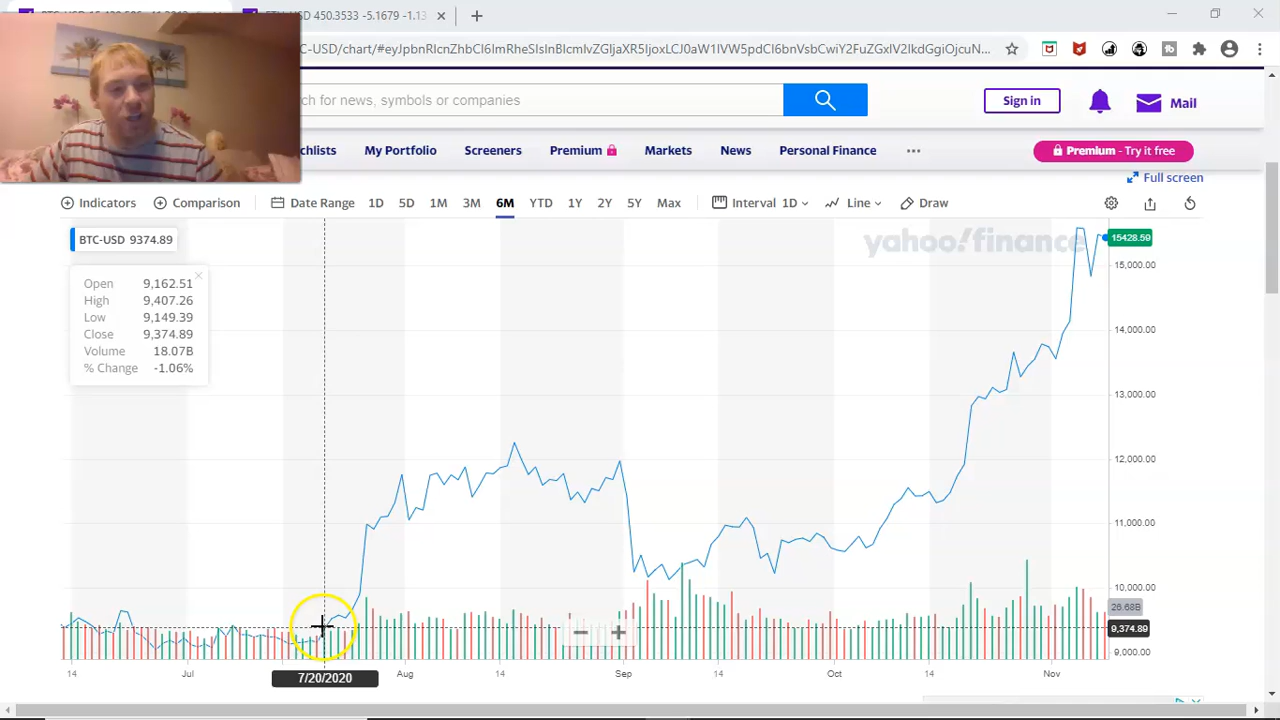 ETH-USD 450.3533 -5.1679 -1.13
C-USD/chart/#eyJpbnRlcnZhbCI6ImRheSIsInBlcmlvZGljaXR5IjoxLCJ0aW1lVW5pdCI6bnVsbCwiY2FuZGxlV2lkdGgiOjcuN...
ch for news, symbols or companies
Sign in
Mail
chlists My Portfolio Screeners Premium Markets News Personal Finance ...
Premium - Try it free
Full screen
Indicators Comparison Date Range 1D 5D 1M 3M 6M YTD 1Y 2Y 5Y Max Interval 1D Line Draw
BTC-USD 9374.89
yahoo!finance
15428.59
15,000.00
Open 9,162.51
High 9,407.26
Low 9,149.39
Close 9,374.89
Volume 18.07B
% Change -1.06%
14,000.00
13,000.00
12,000.00
11,000.00
10,000.00
26.68B
9,374.89
9,000.00
14 Jul 7/20/2020 Aug 14 Sep 14 Oct 14 Nov